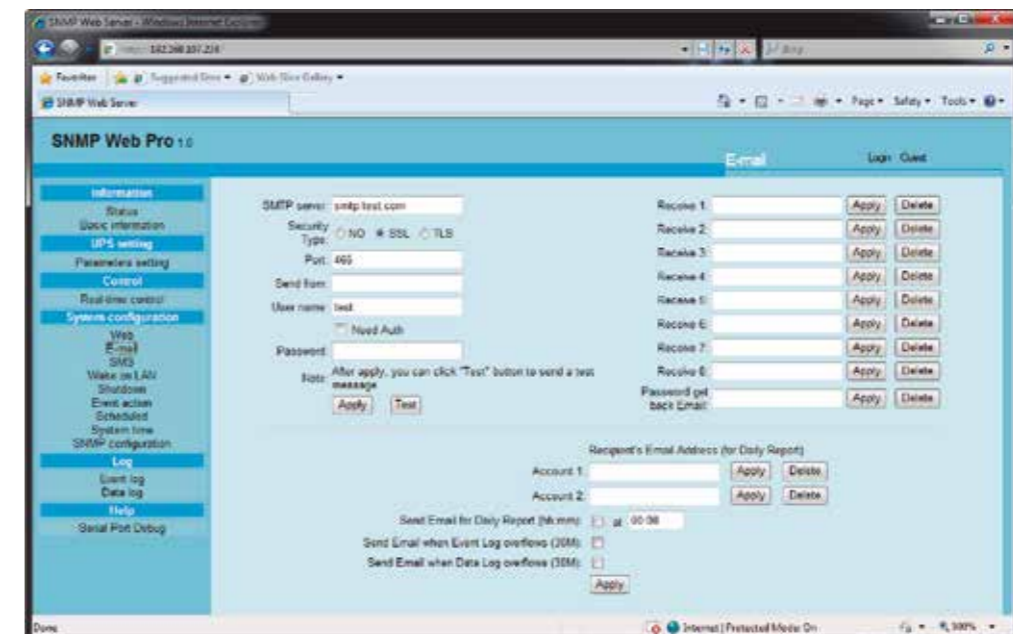 SNMP Web Server - Windows Internet Explorer
Bing
Favorites Suggested Sites Web Slice Gallery
SNMP Web Server
Page Safety Tools
SNMP Web Pro 1.0
E-mail
Login Guest
Information
Status
Basic information
UPS setting
Parameters setting
Control
Real-time control
System configuration
Web
E-mail
SMS
Wake on LAN
Shutdown
Event action
Scheduled
System time
SNMP configuration
Log
Event log
Data log
Help
Serial Port Debug
SMTP server: smtp.test.com
Security Type: NO SSL TLS
Port: 465
Send from:
User name: test
Need Auth
Password:
Note: After apply, you can click "Test" button to send a test
message
Apply Test
Receive 1: Apply Delete
Receive 2: Apply Delete
Receive 3: Apply Delete
Receive 4: Apply Delete
Receive 5: Apply Delete
Receive 6: Apply Delete
Receive 7: Apply Delete
Receive 8: Apply Delete
Password get
back Email: Apply Delete
Recipient's Email Address (for Daily Report)
Account 1: Apply Delete
Account 2: Apply Delete
Send Email for Daily Report (hh:mm): at
Send Email when Event Log overflows (30M):
Send Email when Data Log overflows (30M):
Apply
Done
Internet | Protected Mode: On
100%